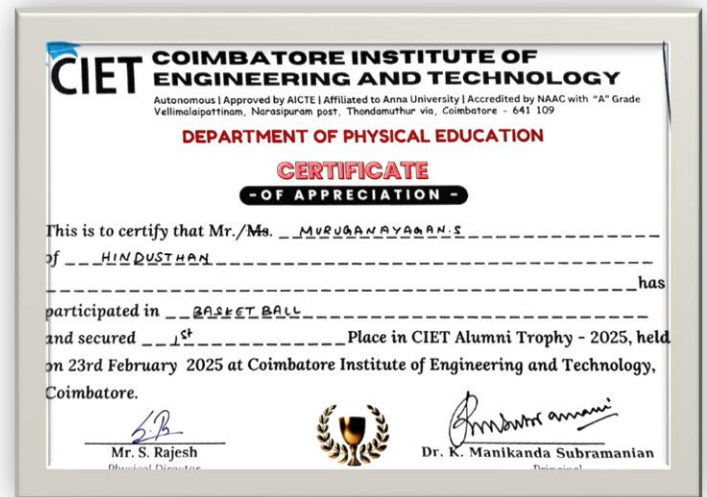 CIET COIMBATORE INSTITUTE OF
ENGINEERING AND TECHNOLOGY
Autonomous | Approved by AICTE | Affiliated to Anna University | Accredited by NAAC with "A" Grade
Vellimalaipattinam, Narasipuram post, Thondamuthur via, Coimbatore - 641 109
DEPARTMENT OF PHYSICAL EDUCATION
CERTIFICATE
-OF APPRECIATION -
This is to certify that Mr./Ms. MURUGANAYAGAN.S
of HINDUSTHAN
has
participated in BASKET BALL
and secured 1st Place in CIET Alumni Trophy - 2025, held
on 23rd February 2025 at Coimbatore Institute of Engineering and Technology,
Coimbatore.
Mr. S. Rajesh Dr. K. Manikanda Subramanian
Physical Director Principal